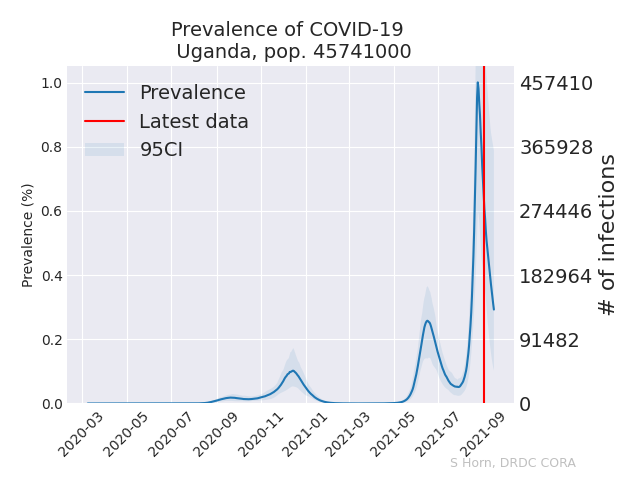 Prevalence of COVID-19
Uganda, pop. 45741000
Prevalence
Latest data
95CI
Prevalence (%)
1.0
0.8
0.6
0.4
0.2
0.0
457410
365928
274446
182964
91482
0
# of infections
2020-03
2020-05
2020-07
2020-09
2020-11
2021-01
2021-03
2021-05
2021-07
2021-09
S Horn, DRDC CORA